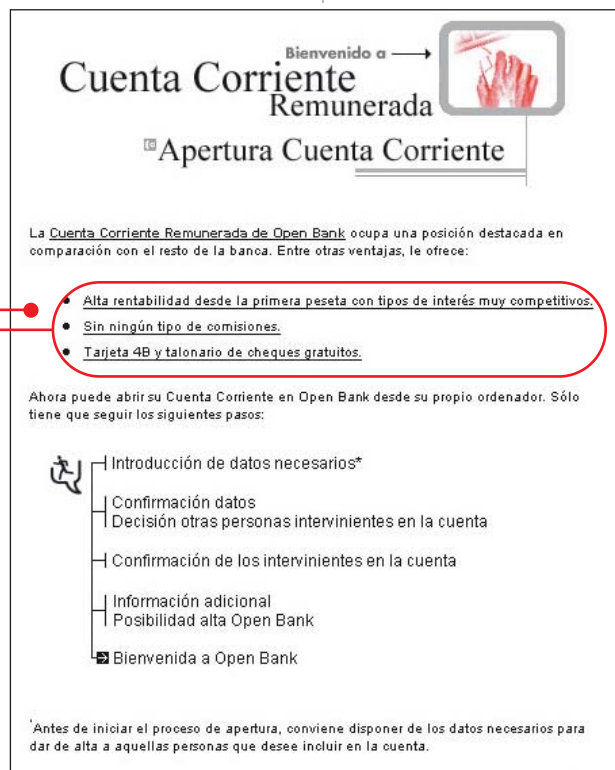 Bienvenido a
Cuenta Corriente
Remunerada
Apertura Cuenta Corriente
La Cuenta Corriente Remunerada de Open Bank ocupa una posición destacada en
comparación con el resto de la banca. Entre otras ventajas, le ofrece:
• Alta rentabilidad desde la primera peseta con tipos de interés muy competitivos.
• Sin ningún tipo de comisiones.
• Tarjeta 4B y talonario de cheques gratuitos.
Ahora puede abrir su Cuenta Corriente en Open Bank desde su propio ordenador. Sólo
tiene que seguir los siguientes pasos:
Introducción de datos necesarios*
Confirmación datos
Decisión otras personas intervinientes en la cuenta
Confirmación de los intervinientes en la cuenta
Información adicional
Posibilidad alta Open Bank
Bienvenida a Open Bank
*Antes de iniciar el proceso de apertura, conviene disponer de los datos necesarios para
dar de alta a aquellas personas que desee incluir en la cuenta.